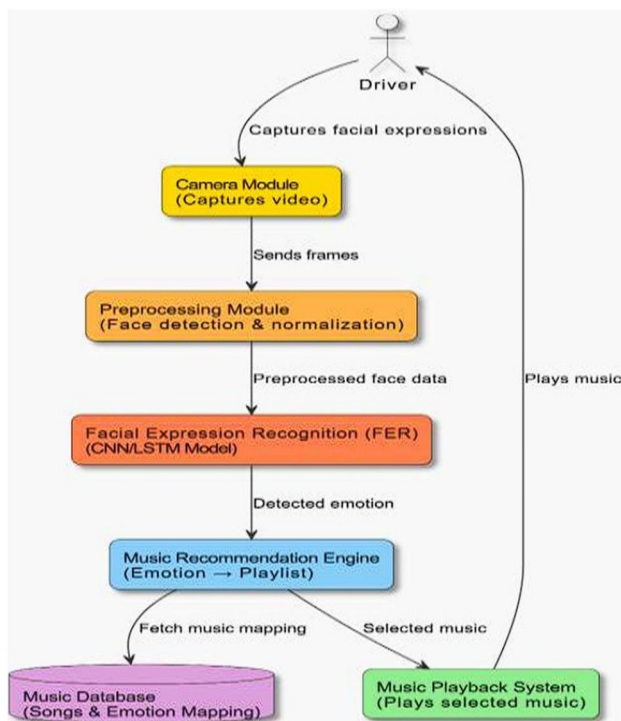 Driver
Captures facial expressions
Camera Module
(Captures video)
Sends frames
Preprocessing Module
(Face detection & normalization)
Preprocessed face data
Plays music
Facial Expression Recognition (FER)
(CNN/LSTM Model)
Detected emotion
Music Recommendation Engine
(Emotion → Playlist)
Fetch music mapping
Selected music
Music Database
(Songs & Emotion Mapping)
Music Playback System
(Plays selected music)